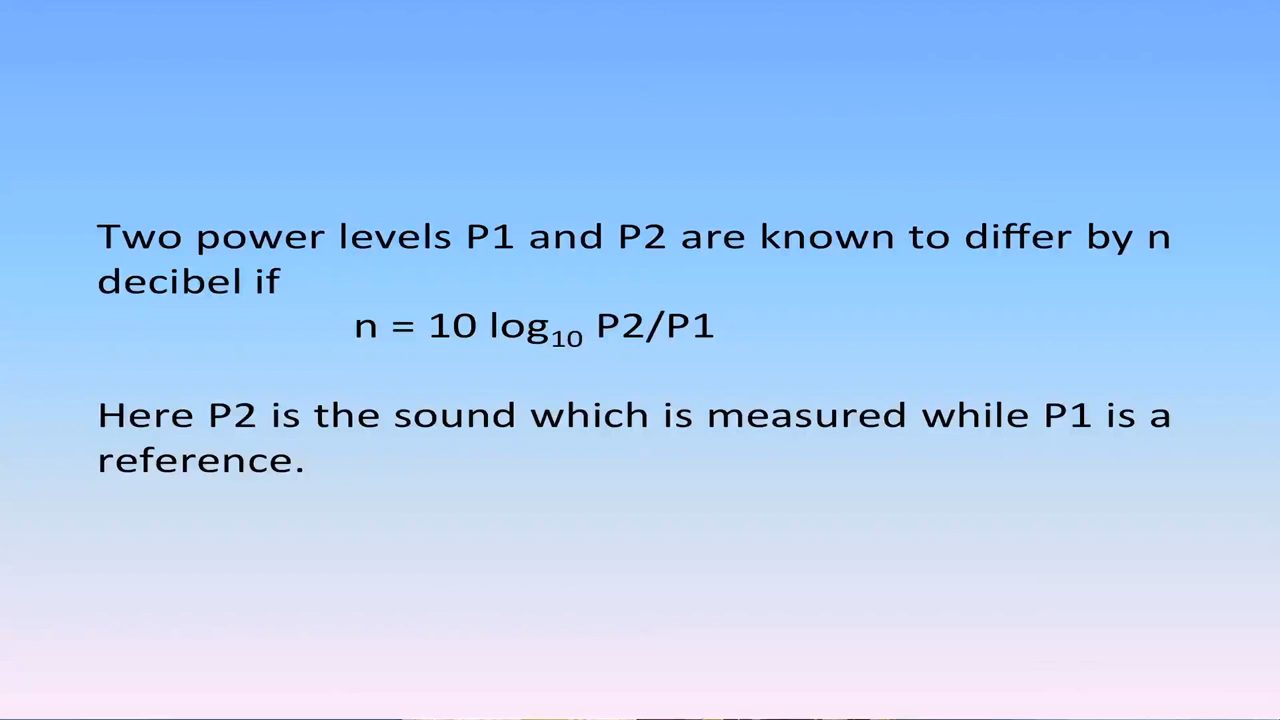 Two power levels P1 and P2 are known to differ by n
decibel if
n = 10 log₁₀ P2/P1
Here P2 is the sound which is measured while P1 is a
reference.